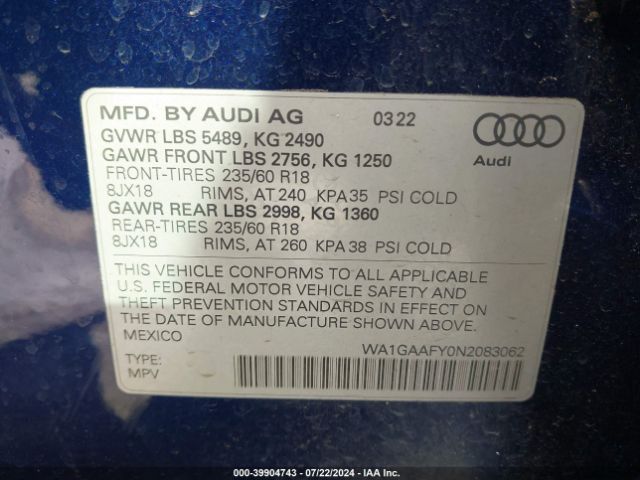 MFD. BY AUDI AG 0322
GVWR LBS 5489, KG 2490
GAWR FRONT LBS 2756, KG 1250
Audi
FRONT-TIRES 235/60 R18
8JX18 RIMS, AT 240 KPA 35 PSI COLD
GAWR REAR LBS 2998, KG 1360
REAR-TIRES 235/60 R18
8JX18 RIMS, AT 260 KPA 38 PSI COLD
THIS VEHICLE CONFORMS TO ALL APPLICABLE
U.S. FEDERAL MOTOR VEHICLE SAFETY AND
THEFT PREVENTION STANDARDS IN EFFECT ON
THE DATE OF MANUFACTURE SHOWN ABOVE.
MEXICO
WA1GAAFY0N2083062
TYPE:
MPV
000-39904743 - 07/22/2024 - IAA Inc.